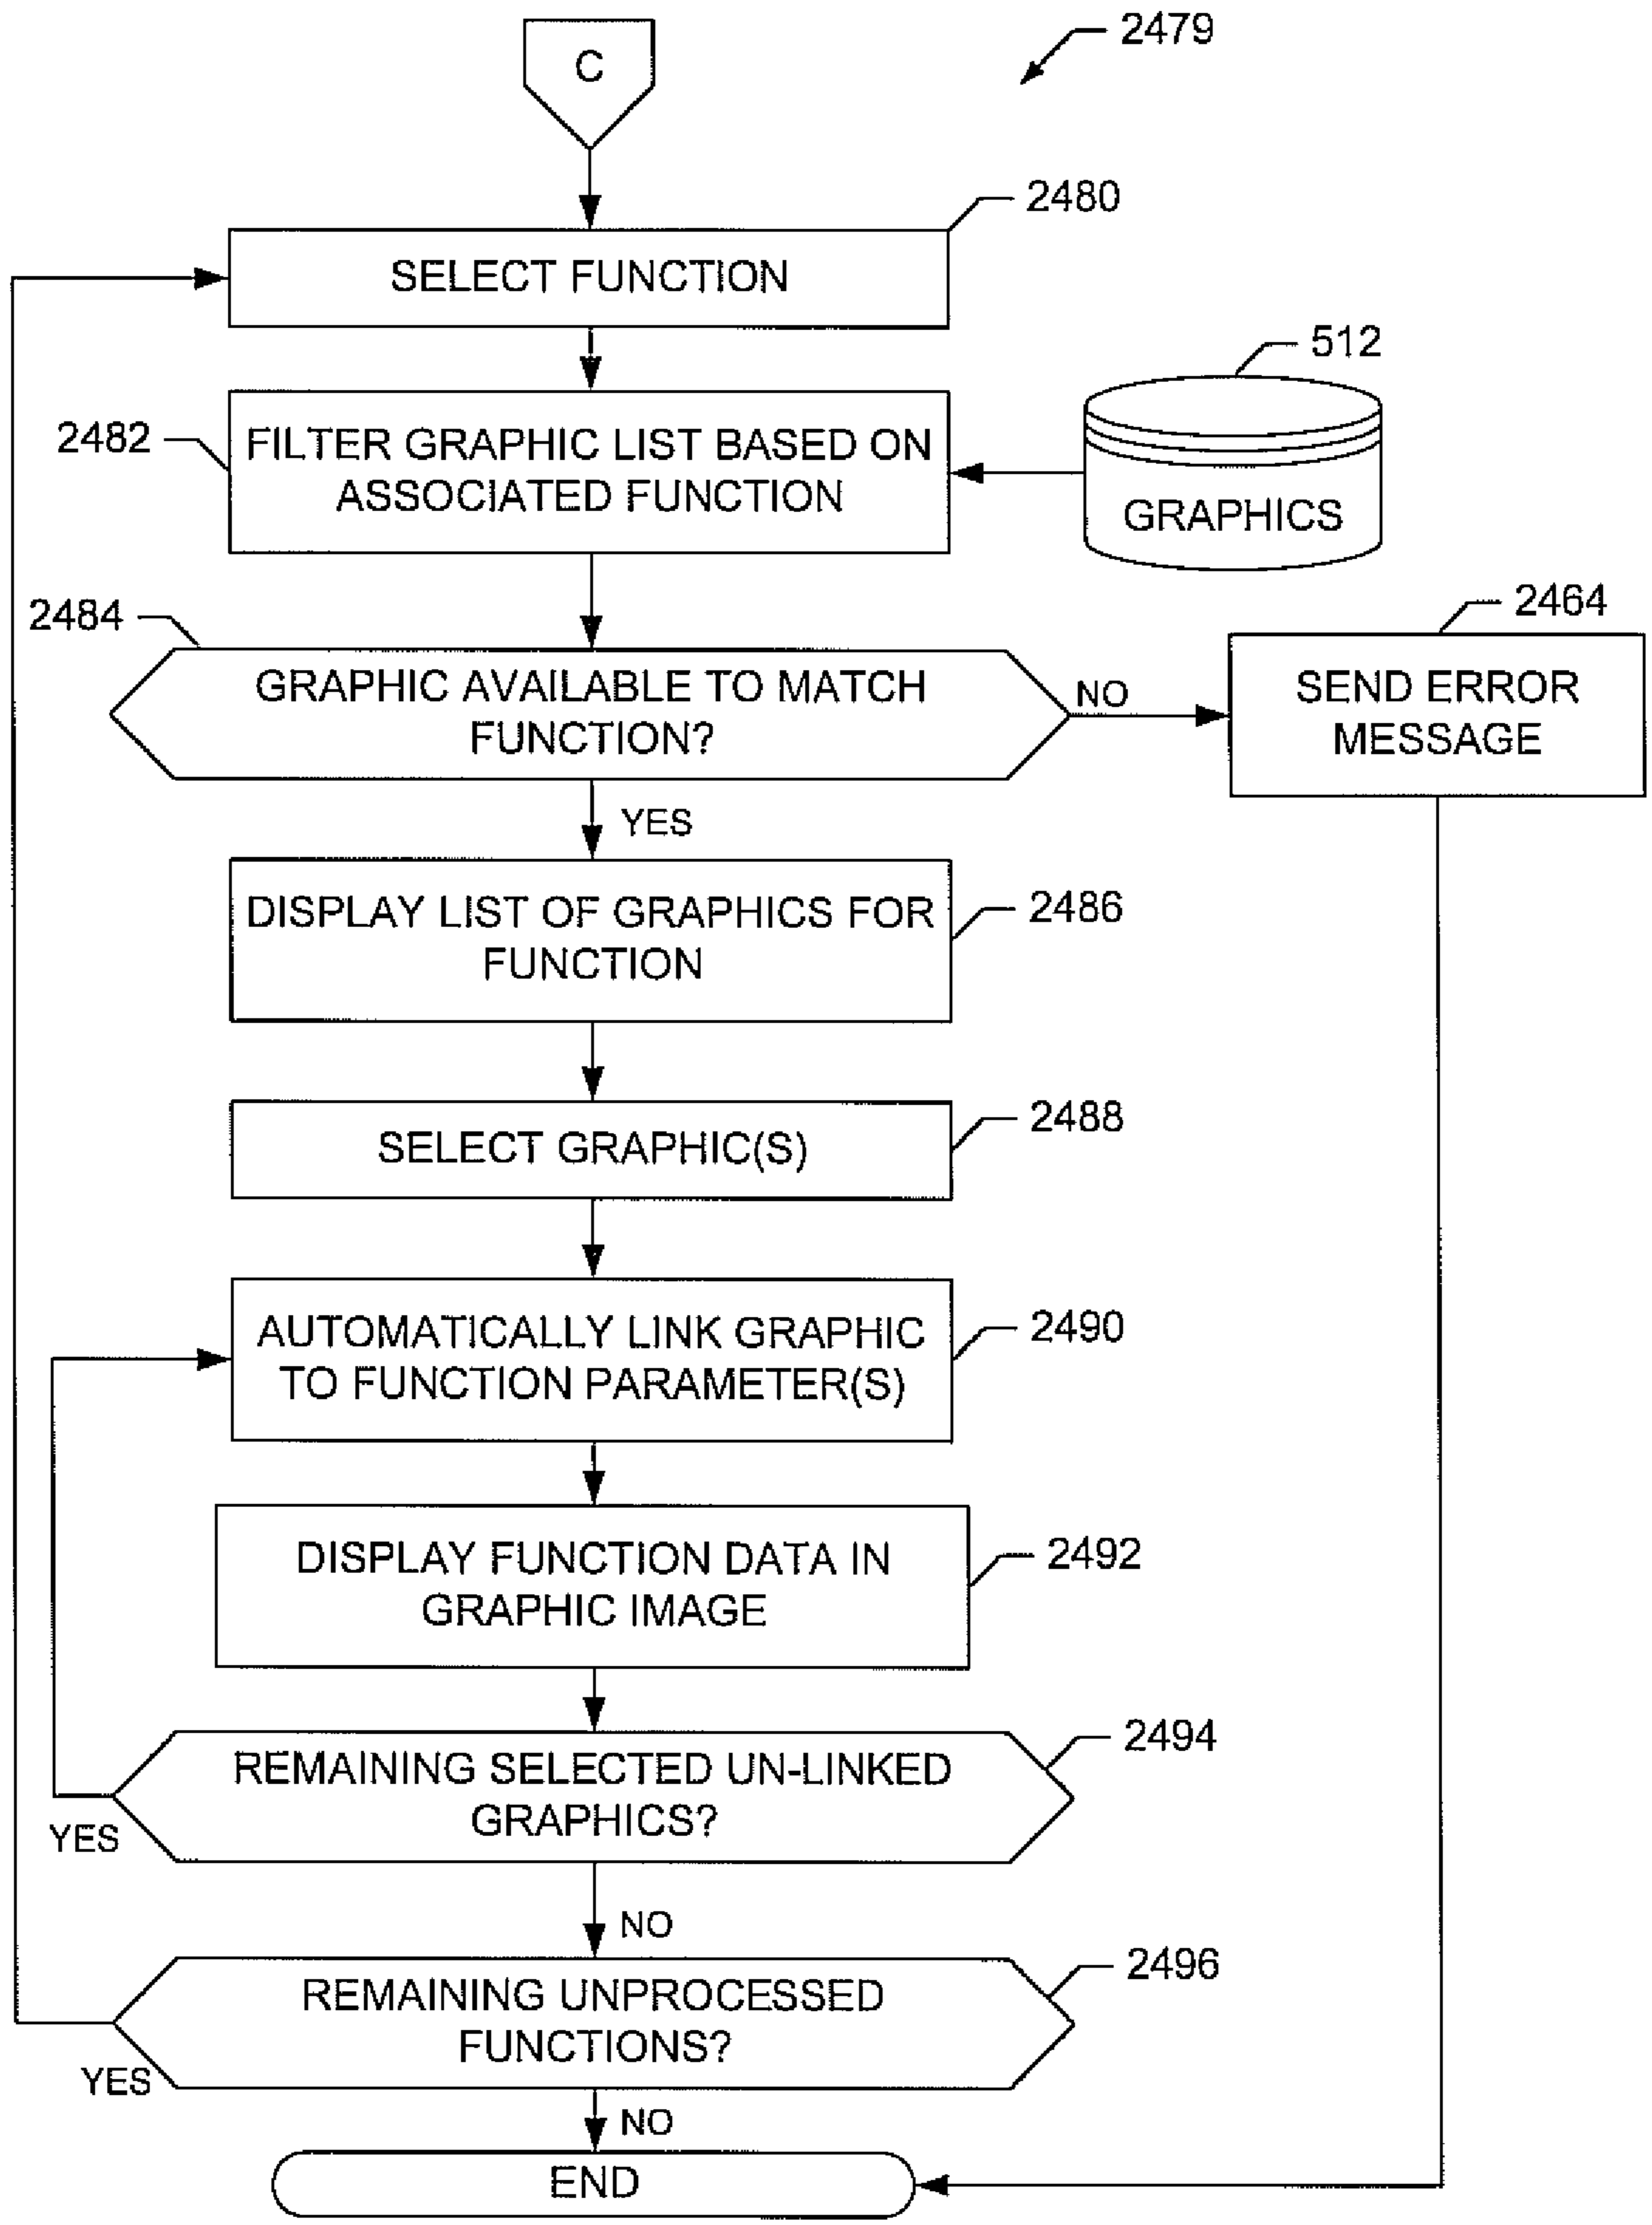 2479
C
2480
SELECT FUNCTION
512
2482
FILTER GRAPHIC LIST BASED ON
ASSOCIATED FUNCTION
GRAPHICS
2484
2464
GRAPHIC AVAILABLE TO MATCH
FUNCTION?
NO
SEND ERROR
MESSAGE
YES
DISPLAY LIST OF GRAPHICS FOR
FUNCTION
2486
SELECT GRAPHIC(S)
2488
AUTOMATICALLY LINK GRAPHIC
TO FUNCTION PARAMETER(S)
2490
DISPLAY FUNCTION DATA IN
GRAPHIC IMAGE
2492
2494
REMAINING SELECTED UN-LINKED
GRAPHICS?
YES
NO
2496
REMAINING UNPROCESSED
FUNCTIONS?
YES
NO
END